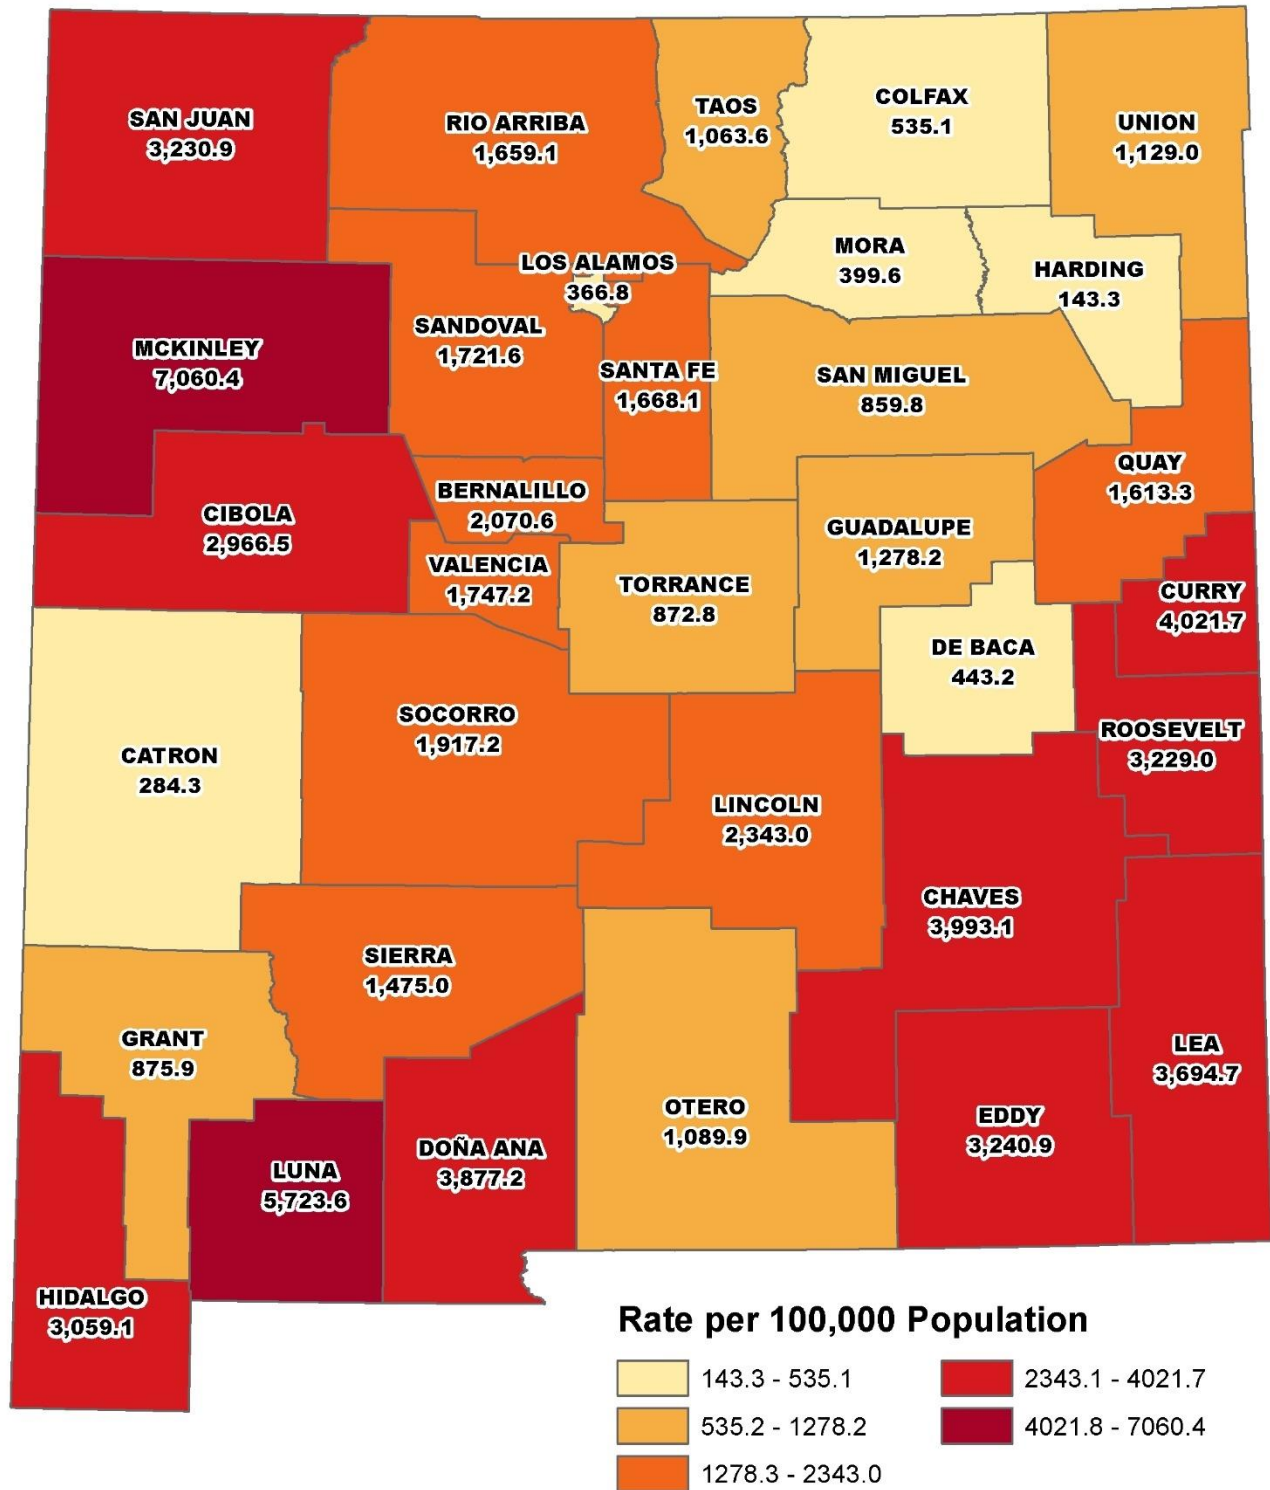 SAN JUAN
3,230.9
RIO ARRIBA
1,659.1
TAOS
1,063.6
COLFAX
535.1
UNION
1,129.0
MORA
399.6
HARDING
143.3
LOS ALAMOS
366.8
SANDOVAL
1,721.6
MCKINLEY
7,060.4
SANTA FE
1,668.1
SAN MIGUEL
859.8
QUAY
1,613.3
BERNALILLO
2,070.6
CIBOLA
2,966.5
GUADALUPE
1,278.2
VALENCIA
1,747.2
TORRANCE
872.8
CURRY
4,021.7
DE BACA
443.2
SOCORRO
1,917.2
ROOSEVELT
3,229.0
CATRON
284.3
LINCOLN
2,343.0
CHAVES
3,993.1
SIERRA
1,475.0
GRANT
875.9
LEA
3,694.7
OTERO
1,089.9
EDDY
3,240.9
DOÑA ANA
3,877.2
LUNA
5,723.6
HIDALGO
3,059.1
Rate per 100,000 Population
143.3 - 535.1
535.2 - 1278.2
1278.3 - 2343.0
2343.1 - 4021.7
4021.8 - 7060.4